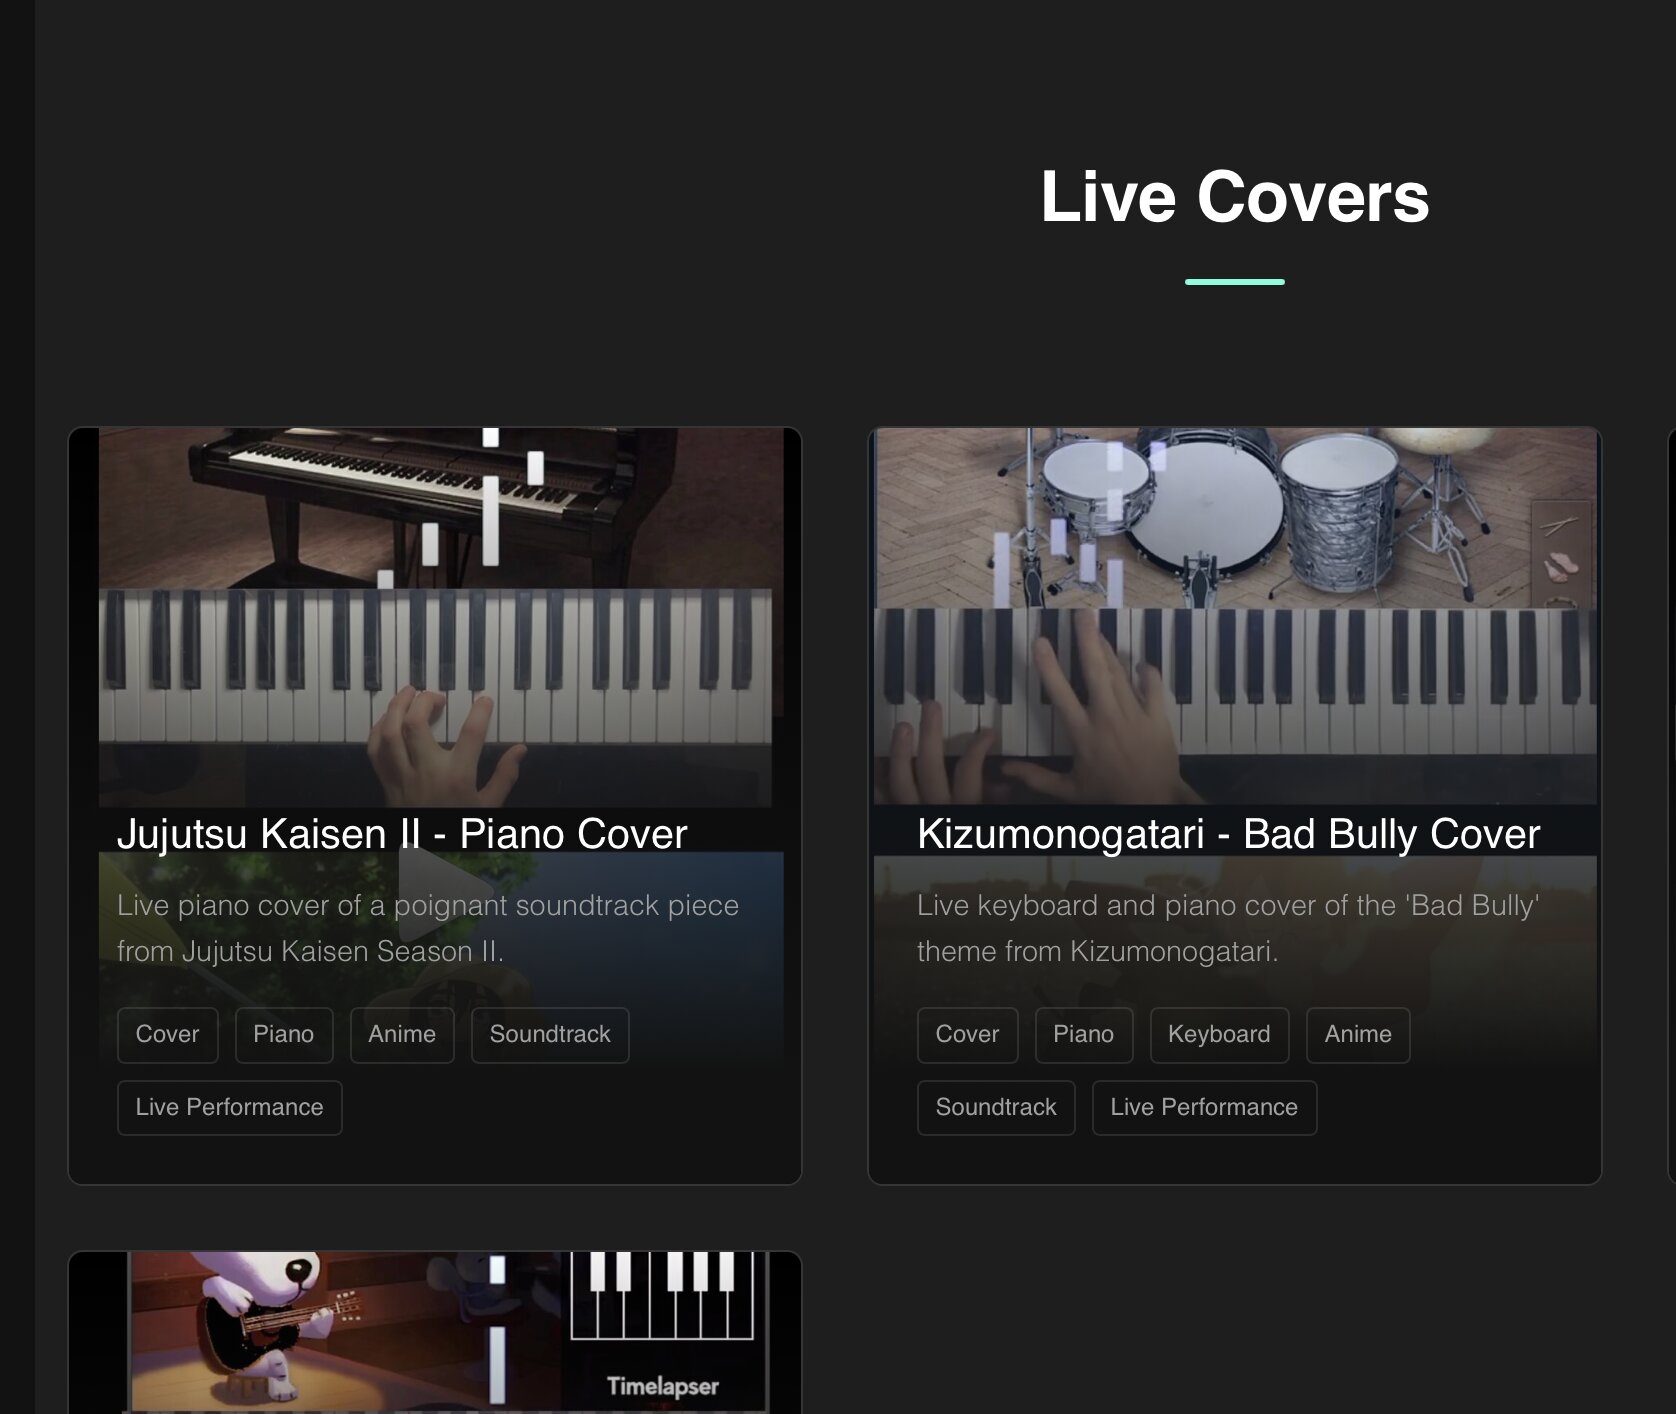 Live Covers
Jujutsu Kaisen II - Piano Cover
Live piano cover of a poignant soundtrack piece
from Jujutsu Kaisen Season II.
Cover
Piano
Anime
Soundtrack
Live Performance
Kizumonogatari - Bad Bully Cover
Live keyboard and piano cover of the 'Bad Bully'
theme from Kizumonogatari.
Cover
Piano
Keyboard
Anime
Soundtrack
Live Performance
Timelapser